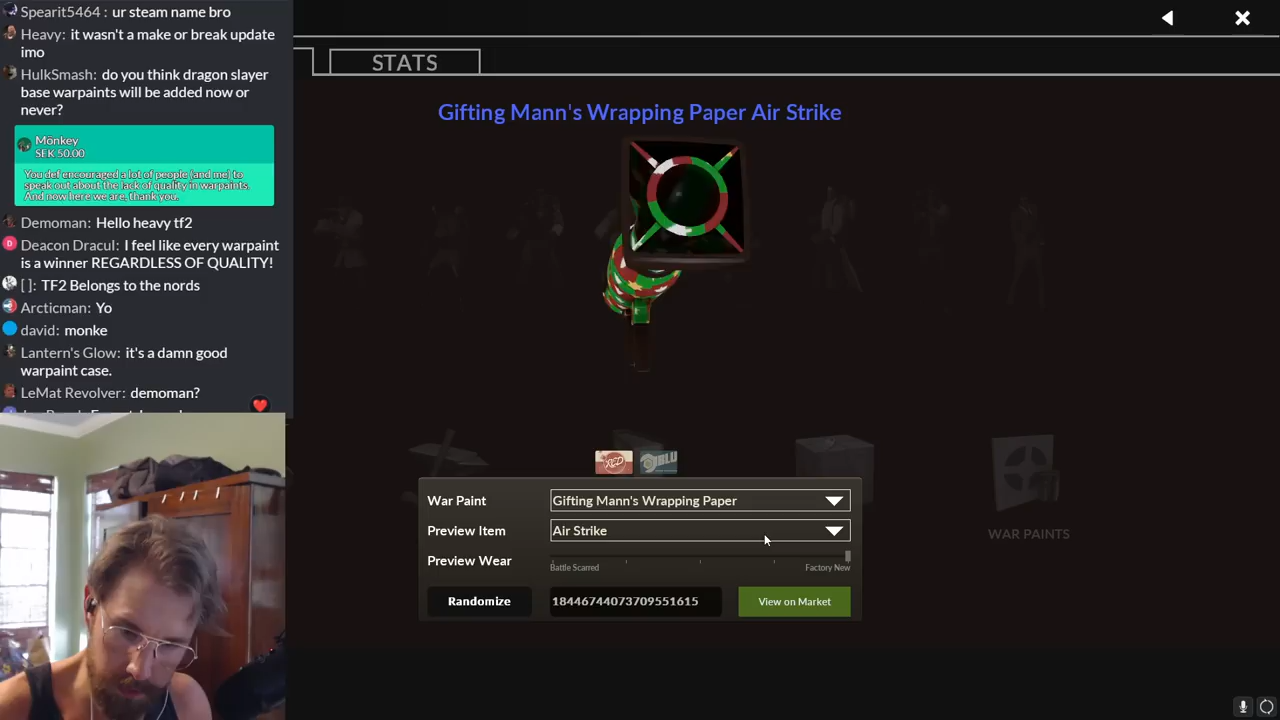 Spearit5464 : ur steam name bro
Heavy: it wasn't a make or break update
imo
HulkSmash: do you think dragon slayer
base warpaints will be added now or
never?
Mönkey
SEK 50.00
You def encouraged a lot of people (and me) to
speak out about the lack of quality in warpaints.
And now here we are, thank you.
Demoman: Hello heavy tf2
D Deacon Dracul: I feel like every warpaint
is a winner REGARDLESS OF QUALITY!
[ ]: TF2 Belongs to the nords
Arcticman: Yo
david: monke
Lantern's Glow: it's a damn good
warpaint case.
LeMat Revolver: demoman?
STATS
Gifting Mann's Wrapping Paper Air Strike
RED
BLU
War Paint
Gifting Mann's Wrapping Paper
Preview Item
Air Strike
Preview Wear
Battle Scarred
Factory New
Randomize
18446744073709551615
View on Market
WAR PAINTS